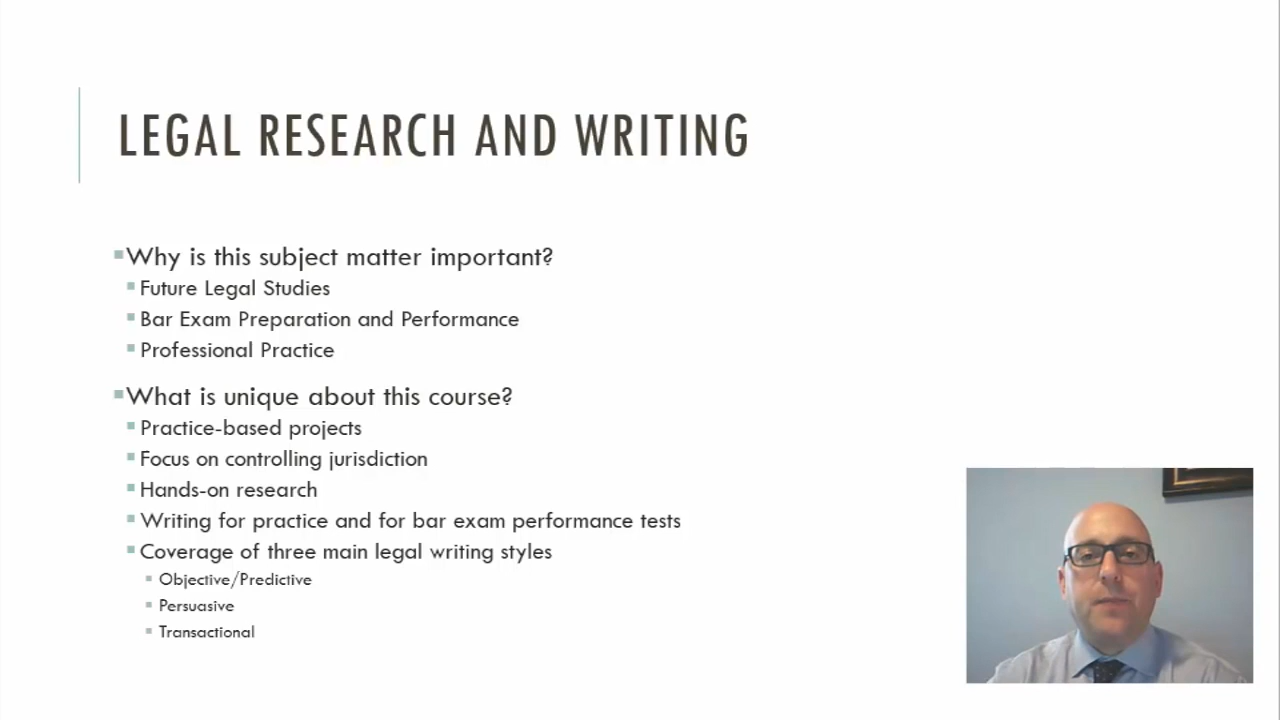 LEGAL RESEARCH AND WRITING
Why is this subject matter important?
Future Legal Studies
Bar Exam Preparation and Performance
Professional Practice
What is unique about this course?
Practice-based projects
Focus on controlling jurisdiction
Hands-on research
Writing for practice and for bar exam performance tests
Coverage of three main legal writing styles
Objective/Predictive
Persuasive
Transactional